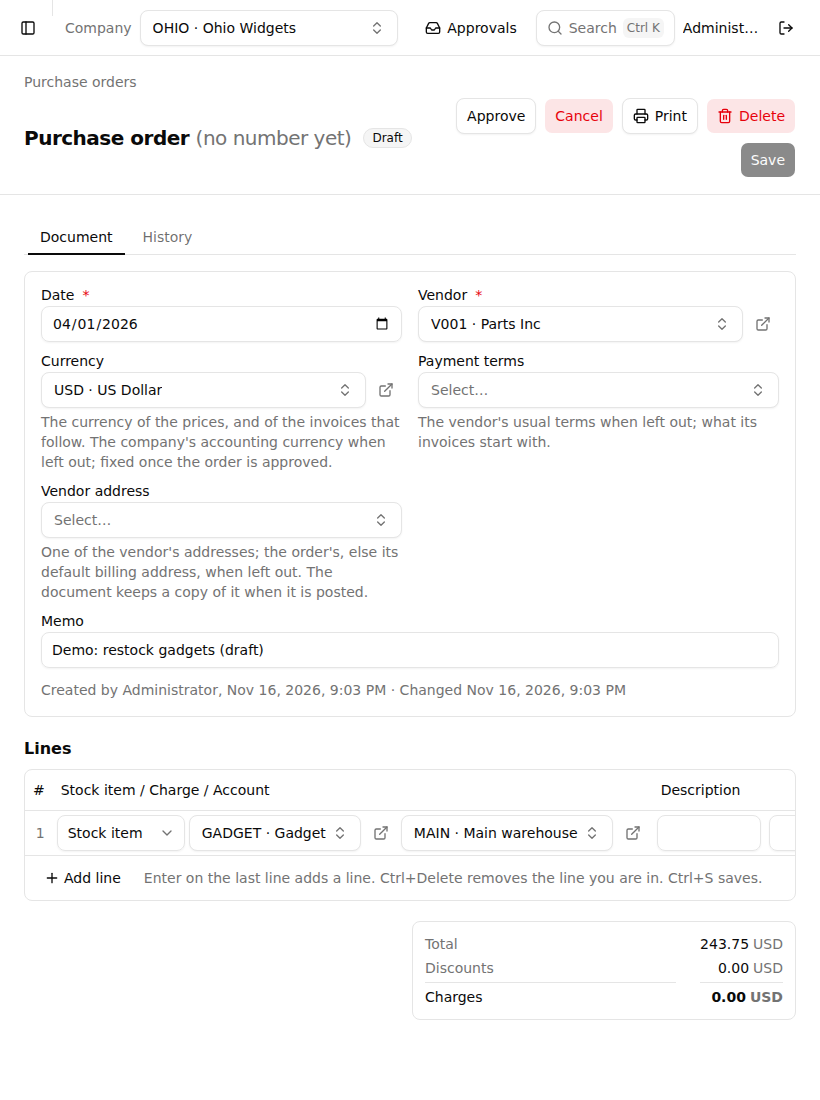 Company OHIO · Ohio Widgets Approvals Search Ctrl K Administ…
Purchase orders
Purchase order (no number yet) Draft
Approve Cancel Print Delete
Save
Document History
Date * Vendor *
04/01/2026 V001 · Parts Inc
Currency Payment terms
USD · US Dollar Select…
The currency of the prices, and of the invoices that
follow. The company's accounting currency when
left out; fixed once the order is approved.
The vendor's usual terms when left out; what its
invoices start with.
Vendor address
Select…
One of the vendor's addresses; the order's, else its
default billing address, when left out. The
document keeps a copy of it when it is posted.
Memo
Demo: restock gadgets (draft)
Created by Administrator, Nov 16, 2026, 9:03 PM · Changed Nov 16, 2026, 9:03 PM
Lines
# Stock item / Charge / Account Description
1 Stock item GADGET · Gadget MAIN · Main warehouse
Add line Enter on the last line adds a line. Ctrl+Delete removes the line you are in. Ctrl+S saves.
Total 243.75 USD
Discounts 0.00 USD
Charges 0.00 USD